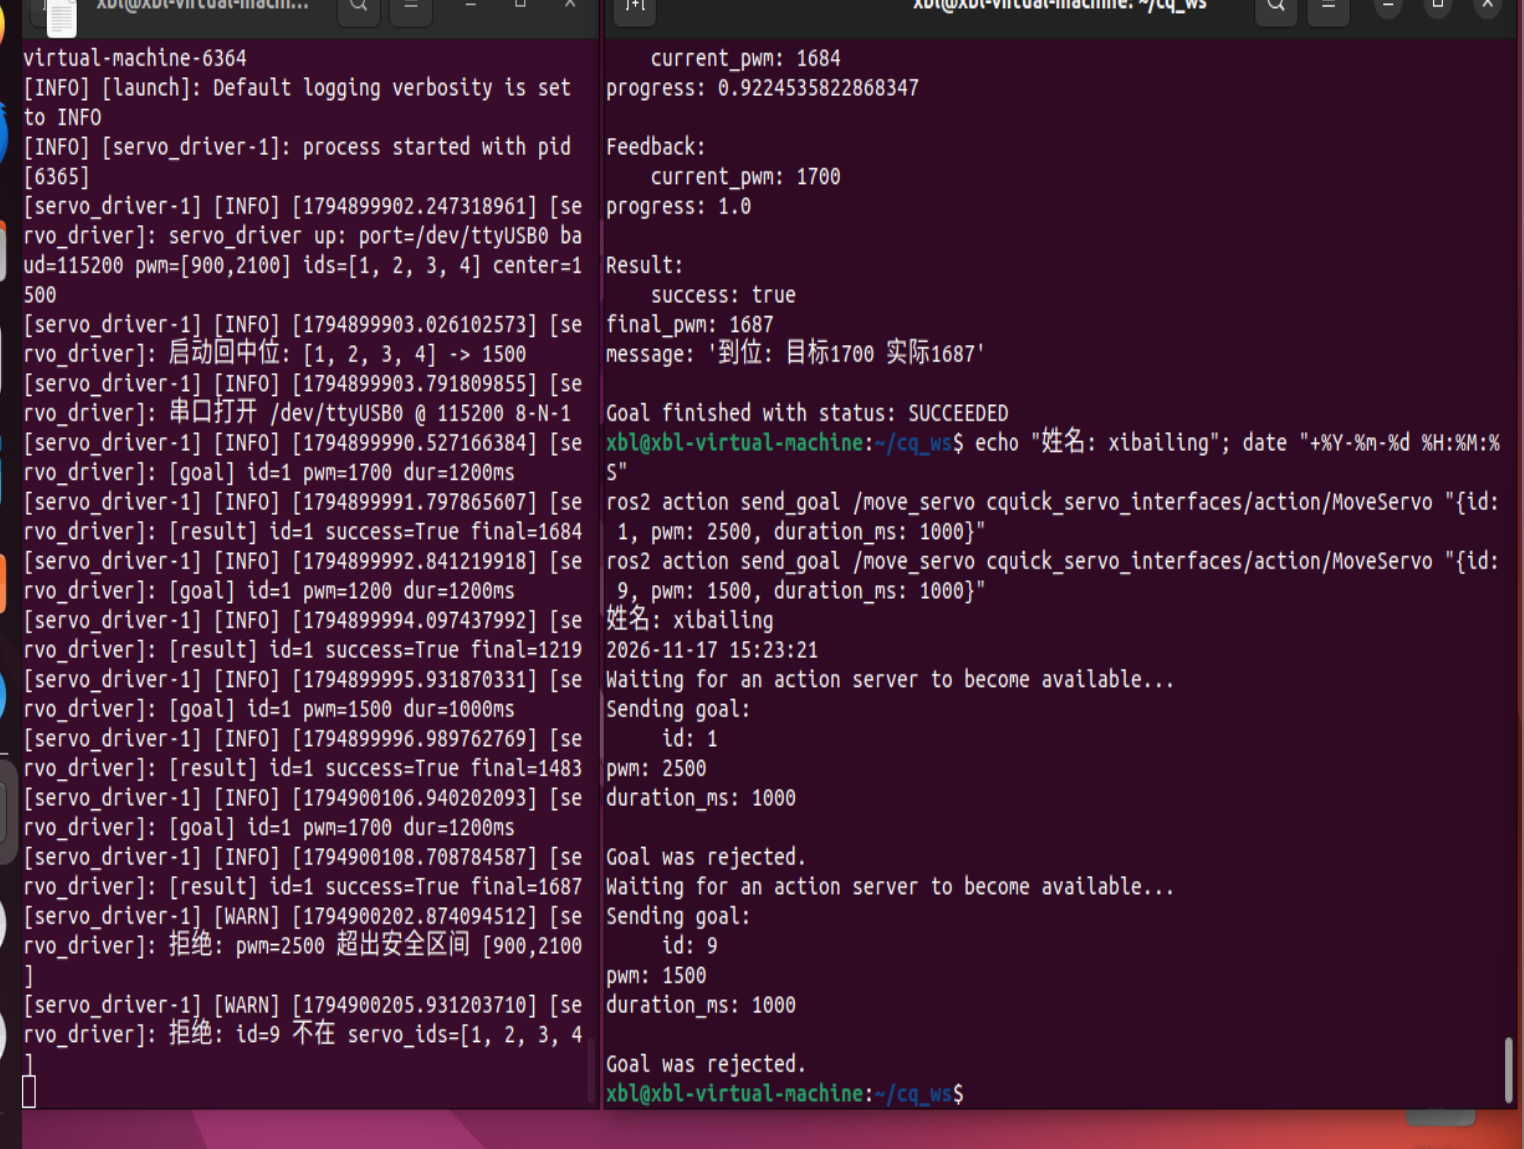 xbl@xbl-virtual-machin...
virtual-machine-6364
[INFO] [launch]: Default logging verbosity is set
to INFO
[INFO] [servo_driver-1]: process started with pid
[6365]
[servo_driver-1] [INFO] [1794899902.247318961] [se
rvo_driver]: servo_driver up: port=/dev/ttyUSB0 ba
ud=115200 pwm=[900,2100] ids=[1, 2, 3, 4] center=1
500
[servo_driver-1] [INFO] [1794899903.026102573] [se
rvo_driver]: 启动回中位: [1, 2, 3, 4] -> 1500
[servo_driver-1] [INFO] [1794899903.791809855] [se
rvo_driver]: 串口打开 /dev/ttyUSB0 @ 115200 8-N-1
[servo_driver-1] [INFO] [1794899990.527166384] [se
rvo_driver]: [goal] id=1 pwm=1700 dur=1200ms
[servo_driver-1] [INFO] [1794899991.797865607] [se
rvo_driver]: [result] id=1 success=True final=1684
[servo_driver-1] [INFO] [1794899992.841219918] [se
rvo_driver]: [goal] id=1 pwm=1200 dur=1200ms
[servo_driver-1] [INFO] [1794899994.097437992] [se
rvo_driver]: [result] id=1 success=True final=1219
[servo_driver-1] [INFO] [1794899995.931870331] [se
rvo_driver]: [goal] id=1 pwm=1500 dur=1000ms
[servo_driver-1] [INFO] [1794899996.989762769] [se
rvo_driver]: [result] id=1 success=True final=1483
[servo_driver-1] [INFO] [1794900106.940202093] [se
rvo_driver]: [goal] id=1 pwm=1700 dur=1200ms
[servo_driver-1] [INFO] [1794900108.708784587] [se
rvo_driver]: [result] id=1 success=True final=1687
[servo_driver-1] [WARN] [1794900202.874094512] [se
rvo_driver]: 拒绝: pwm=2500 超出安全区间 [900,2100
]
[servo_driver-1] [WARN] [1794900205.931203710] [se
rvo_driver]: 拒绝: id=9 不在 servo_ids=[1, 2, 3, 4
]
xbl@xbl-virtual-machine: ~/cq_ws
current_pwm: 1684
progress: 0.9224535822868347
Feedback:
current_pwm: 1700
progress: 1.0
Result:
success: true
final_pwm: 1687
message: '到位: 目标1700 实际1687'
Goal finished with status: SUCCEEDED
xbl@xbl-virtual-machine:~/cq_ws$ echo "姓名: xibailing"; date "+%Y-%m-%d %H:%M:%
S"
ros2 action send_goal /move_servo cquick_servo_interfaces/action/MoveServo "{id:
1, pwm: 2500, duration_ms: 1000}"
ros2 action send_goal /move_servo cquick_servo_interfaces/action/MoveServo "{id:
9, pwm: 1500, duration_ms: 1000}"
姓名: xibailing
2026-11-17 15:23:21
Waiting for an action server to become available...
Sending goal:
id: 1
pwm: 2500
duration_ms: 1000
Goal was rejected.
Waiting for an action server to become available...
Sending goal:
id: 9
pwm: 1500
duration_ms: 1000
Goal was rejected.
xbl@xbl-virtual-machine:~/cq_ws$